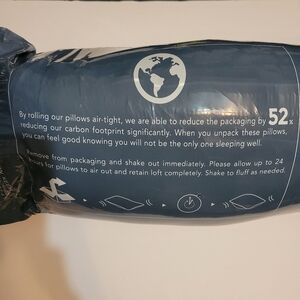 By rolling our pillows air-tight, we are able to reduce the packaging by 52x
reducing our carbon footprint significantly. When you unpack these pillows,
you can feel good knowing you will not be the only one sleeping well.
move from packaging and shake out immediately. Please allow up to 24
for pillows to air out and retain loft completely. Shake to fluff as needed.